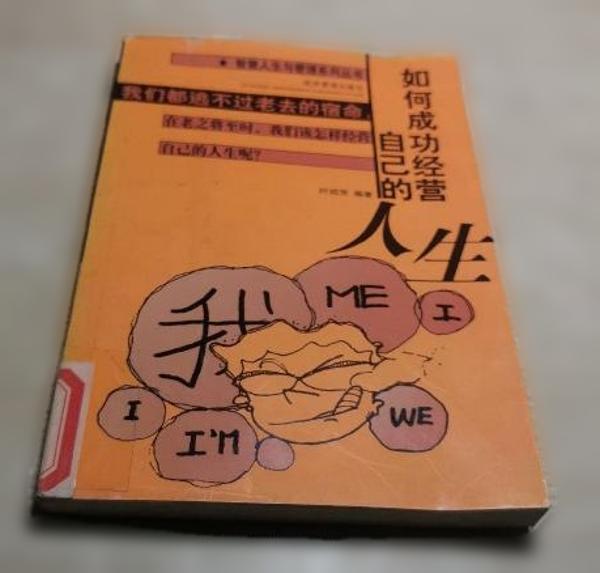 ★ 智慧人生与管理系列丛书
我们都逃不过老去的宿命，
在老之将至时，我们该怎样经营
自己的人生呢？
编著
如何成功经营
自己的
人生
我
ME
I
I
I'M
WE